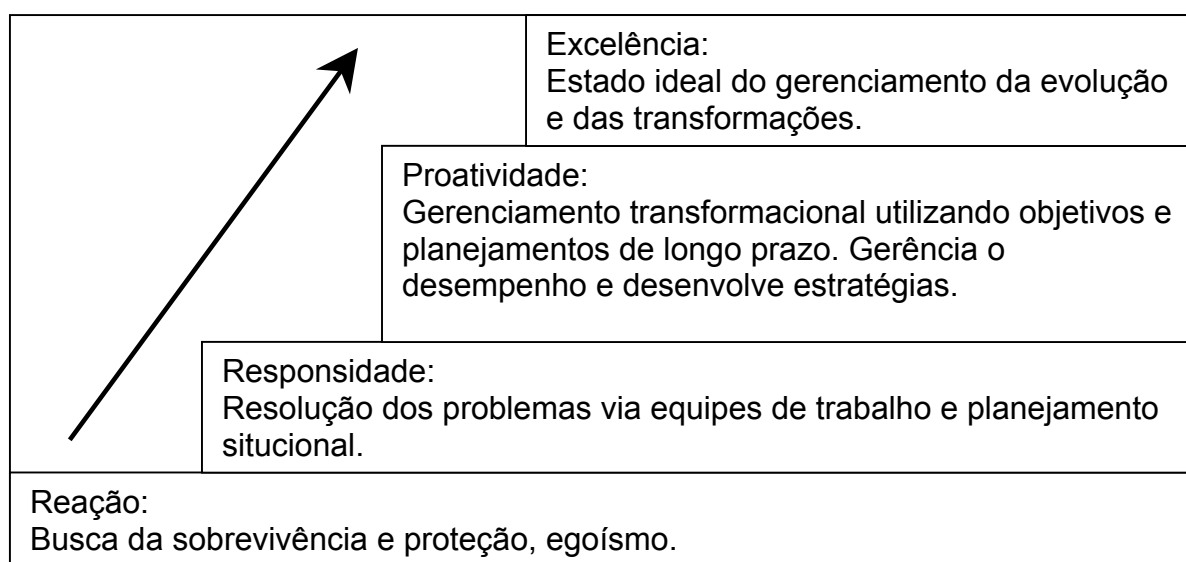 Excelência:
Estado ideal do gerenciamento da evolução
e das transformações.
Proatividade:
Gerenciamento transformacional utilizando objetivos e
planejamentos de longo prazo. Gerência o
desempenho e desenvolve estratégias.
Responsidade:
Resolução dos problemas via equipes de trabalho e planejamento
situcional.
Reação:
Busca da sobrevivência e proteção, egoísmo.